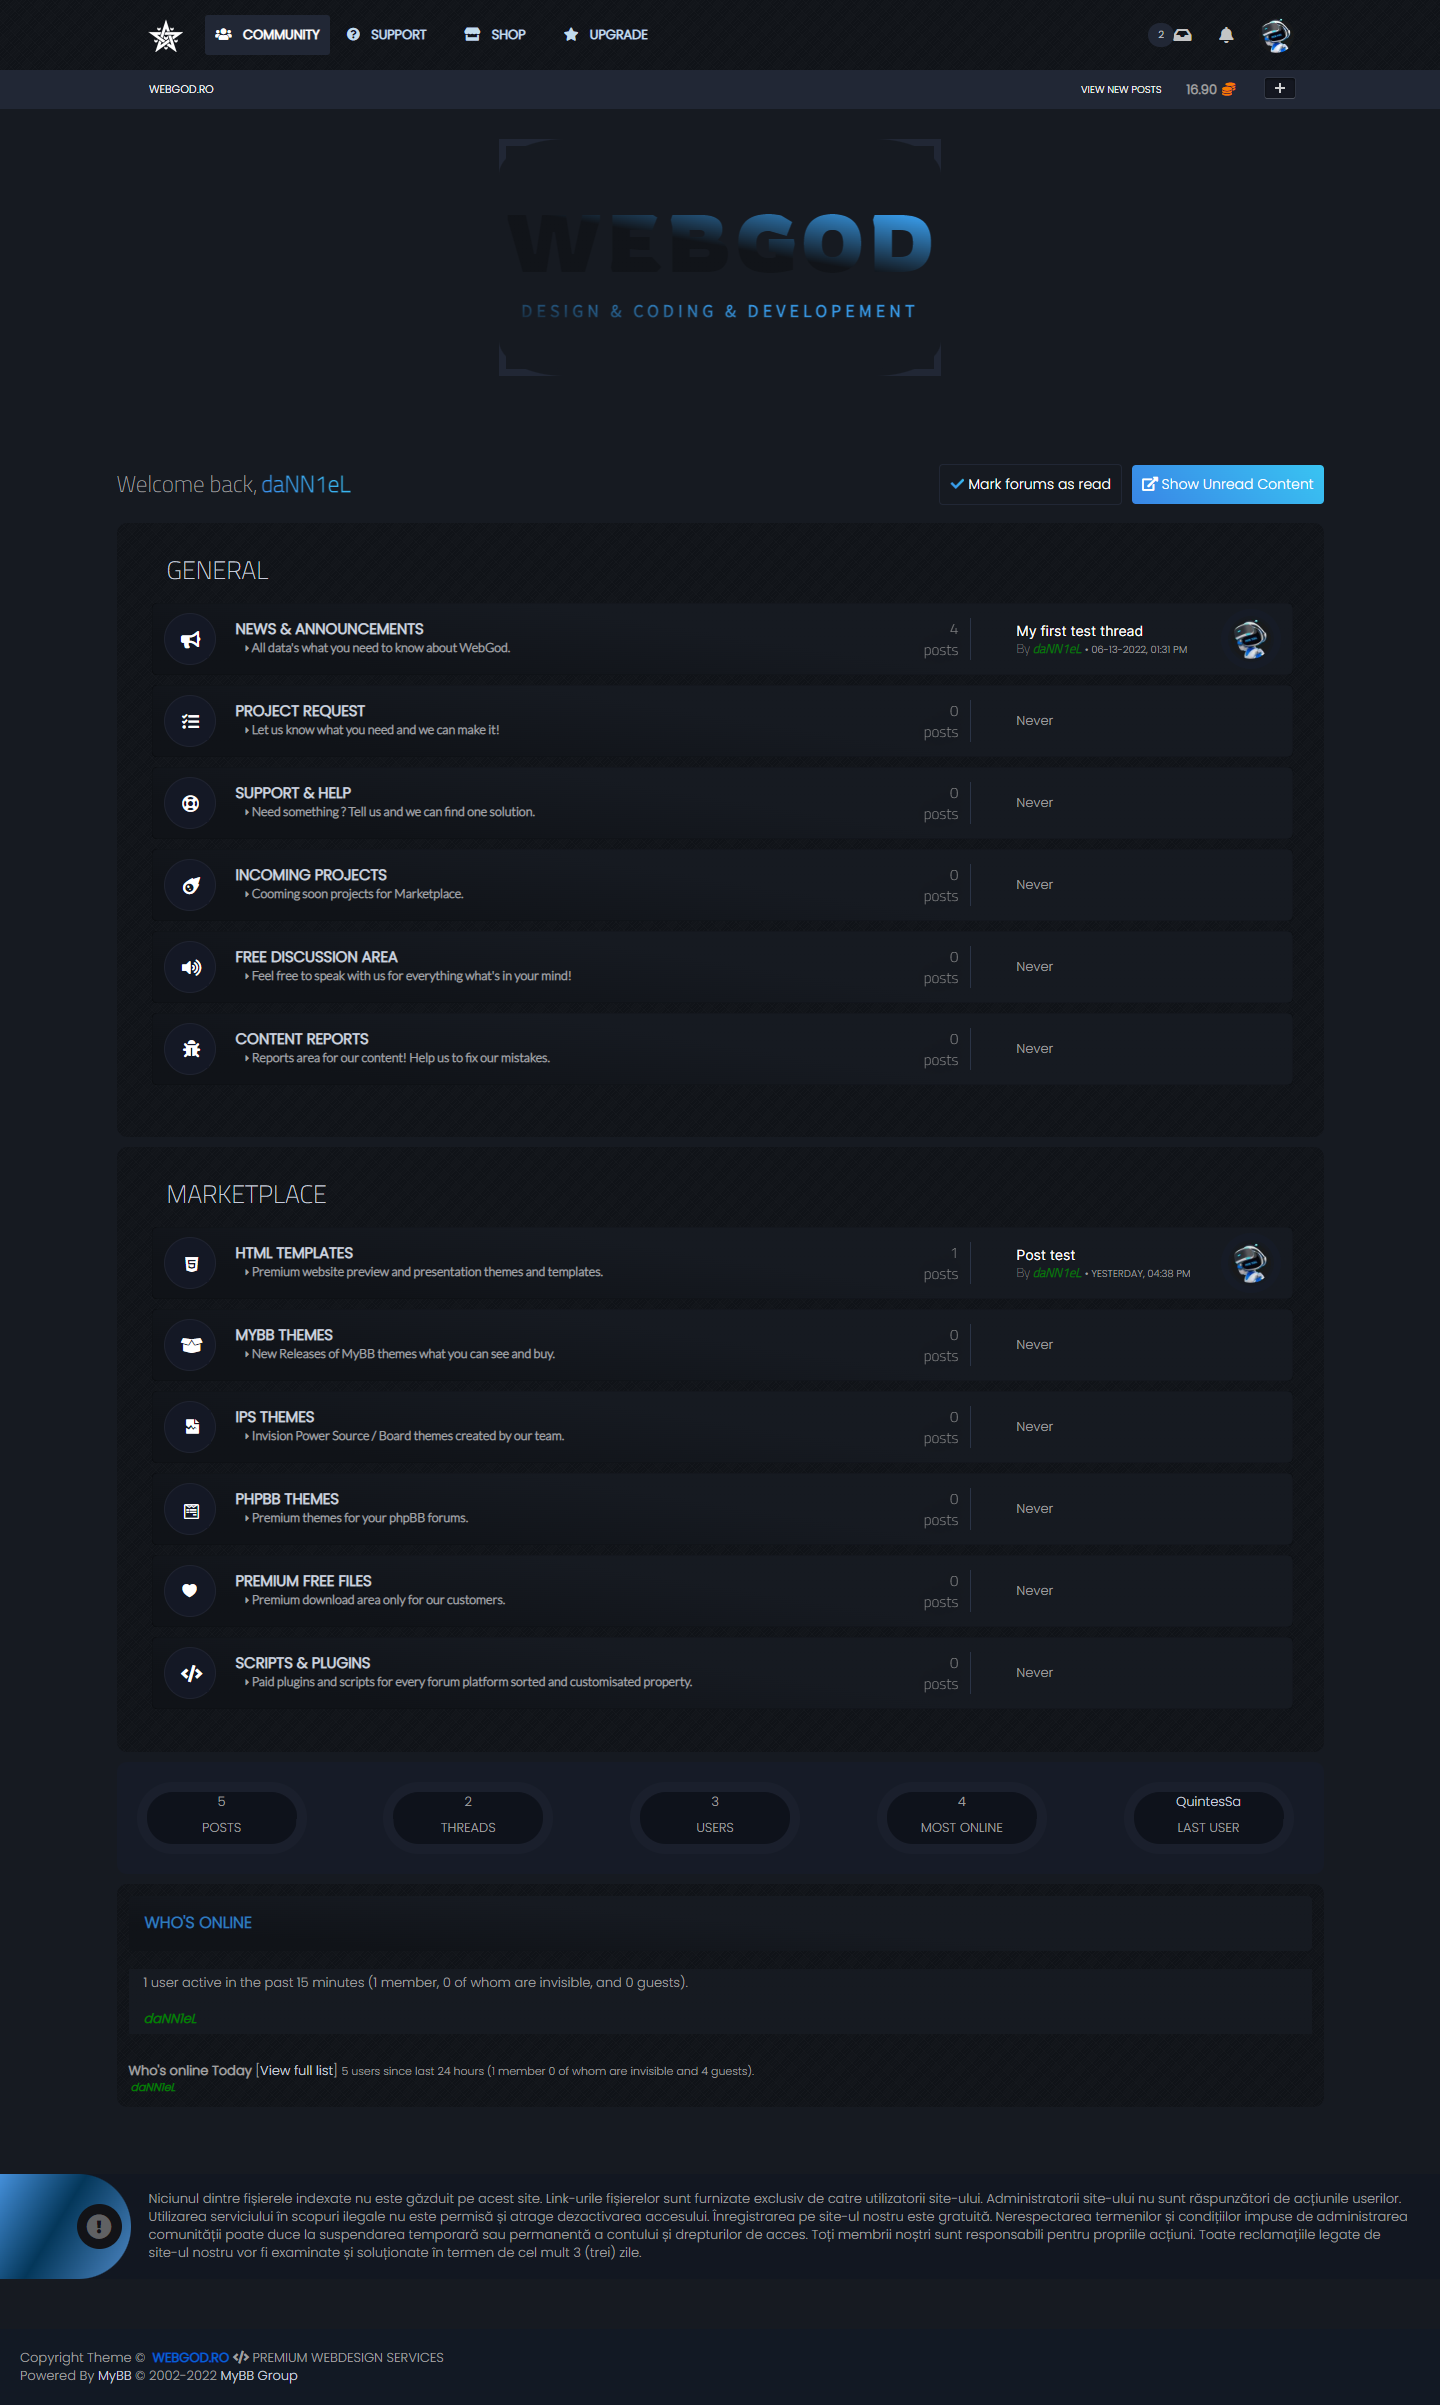 COMMUNITY SUPPORT SHOP UPGRADE 2
WEBGOD.RO VIEW NEW POSTS 16.90
WEBGOD
DESIGN & CODING & DEVELOPEMENT
Welcome back, daNN1eL Mark forums as read Show Unread Content
GENERAL
NEWS & ANNOUNCEMENTS
All data's what you need to know about WebGod.
4
posts
My first test thread
By daNN1eL • 06-13-2022, 01:31 PM
PROJECT REQUEST
Let us know what you need and we can make it!
0
posts
Never
SUPPORT & HELP
Need something ? Tell us and we can find one solution.
0
posts
Never
INCOMING PROJECTS
Cooming soon projects for Marketplace.
0
posts
Never
FREE DISCUSSION AREA
Feel free to speak with us for everything what's in your mind!
0
posts
Never
CONTENT REPORTS
Reports area for our content! Help us to fix our mistakes.
0
posts
Never
MARKETPLACE
HTML TEMPLATES
Premium website preview and presentation themes and templates.
1
posts
Post test
By daNN1eL • YESTERDAY, 04:38 PM
MYBB THEMES
New Releases of MyBB themes what you can see and buy.
0
posts
Never
IPS THEMES
Invision Power Source / Board themes created by our team.
0
posts
Never
PHPBB THEMES
Premium themes for your phpBB forums.
0
posts
Never
PREMIUM FREE FILES
Premium download area only for our customers.
0
posts
Never
SCRIPTS & PLUGINS
Paid plugins and scripts for every forum platform sorted and customisated property.
0
posts
Never
5
POSTS
2
THREADS
3
USERS
4
MOST ONLINE
QuintesSa
LAST USER
WHO'S ONLINE
1 user active in the past 15 minutes (1 member, 0 of whom are invisible, and 0 guests).
daNN1eL
Who's online Today [View full list] 5 users since last 24 hours (1 member 0 of whom are invisible and 4 guests).
daNN1eL
Niciunul dintre fișierele indexate nu este găzduit pe acest site. Link-urile fișierelor sunt furnizate exclusiv de catre utilizatorii site-ului. Administratorii site-ului nu sunt răspunzători de acțiunile userilor.
Utilizarea serviciului în scopuri ilegale nu este permisă și atrage dezactivarea accesului. Înregistrarea pe site-ul nostru este gratuită. Nerespectarea termenilor și condițiilor impuse de administrarea
comunității poate duce la suspendarea temporară sau permanentă a contului și drepturilor de acces. Toți membrii noștri sunt responsabili pentru propriile acțiuni. Toate reclamațiile legate de
site-ul nostru vor fi examinate și soluționate în termen de cel mult 3 (trei) zile.
Copyright Theme © WEBGOD.RO PREMIUM WEBDESIGN SERVICES
Powered By MyBB © 2002-2022 MyBB Group